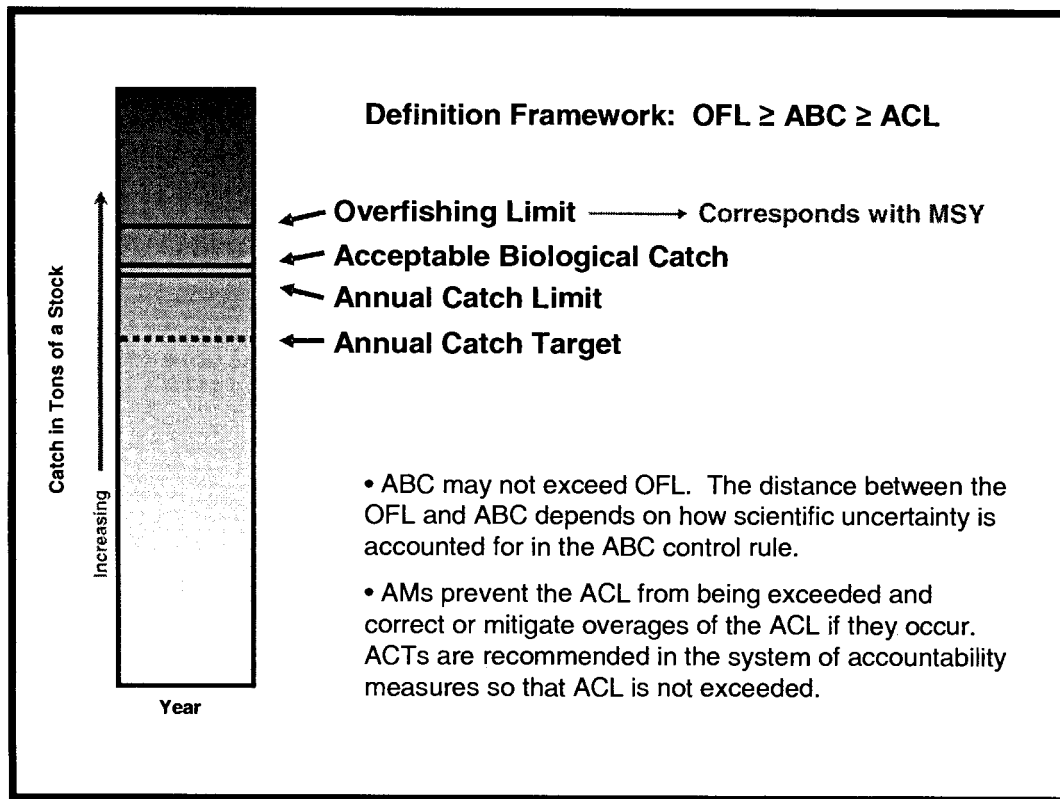 Definition Framework: OFL ≥ ABC ≥ ACL
Overfishing Limit
Corresponds with MSY
Acceptable Biological Catch
Annual Catch Limit
Annual Catch Target
Catch in Tons of a Stock
Increasing
Year
• ABC may not exceed OFL. The distance between the
OFL and ABC depends on how scientific uncertainty is
accounted for in the ABC control rule.
• AMs prevent the ACL from being exceeded and
correct or mitigate overages of the ACL if they occur.
ACTs are recommended in the system of accountability
measures so that ACL is not exceeded.